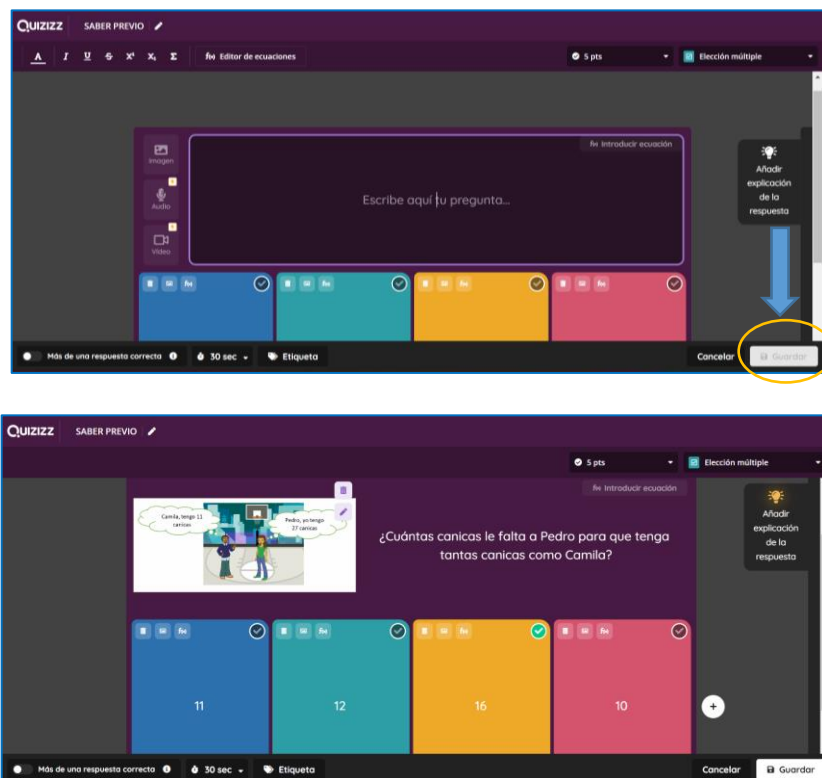 QUIZIZZ SABER PREVIO
A I U S X² X₂ Σ f(x) Editor de ecuaciones 5 pts Elección múltiple
Imagen
Audio
Vídeo
f(x) Introducir ecuación
Escribe aquí tu pregunta...
Añadir
explicación
de la
respuesta
Más de una respuesta correcta 30 sec Etiqueta Cancelar Guardar
QUIZIZZ SABER PREVIO
5 pts Elección múltiple
f(x) Introducir ecuación
Camila, tengo 11
canicas
Pedro, yo tengo
27 canicas
¿Cuántas canicas le falta a Pedro para que tenga
tantas canicas como Camila?
Añadir
explicación
de la
respuesta
11 12 16 10
Más de una respuesta correcta 30 sec Etiqueta Cancelar Guardar